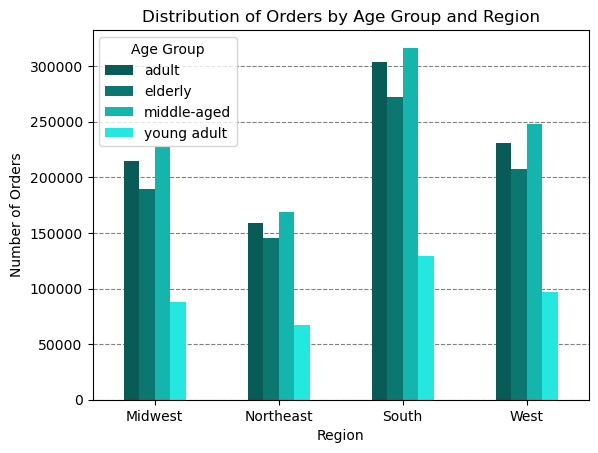 Distribution of Orders by Age Group and Region
Number of Orders
300000
250000
200000
150000
100000
50000
0
Age Group
adult
elderly
middle-aged
young adult
Midwest Northeast South West
Region